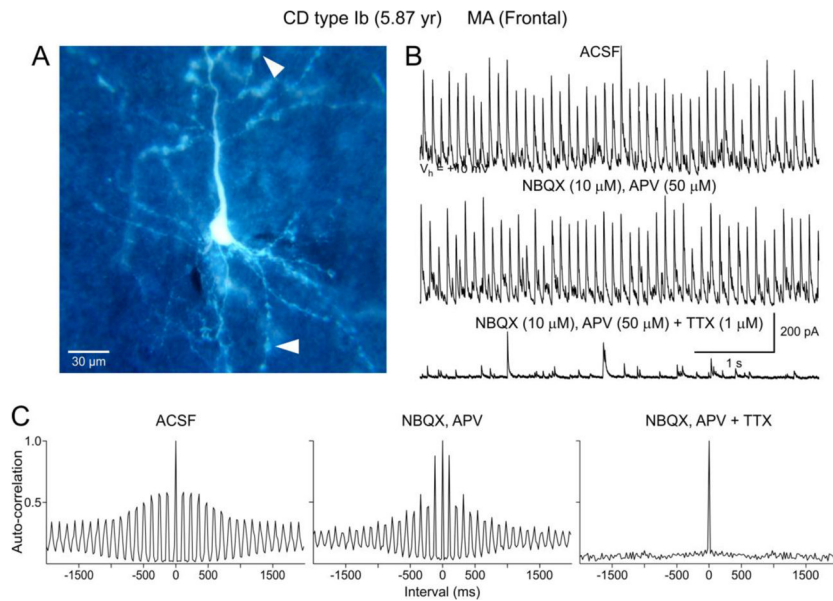 CD type Ib (5.87 yr) MA (Frontal)
A
30 µm
B
ACSF
Vh = +10 mV
NBQX (10 µM), APV (50 µM)
NBQX (10 µM), APV (50 µM) + TTX (1 µM)
200 pA
1 s
C
ACSF
NBQX, APV
NBQX, APV + TTX
Auto-correlation
1.0
0.5
-1500 -500 0 500 1500
-1500 -500 0 500 1500
-1500 -500 0 500 1500
Interval (ms)